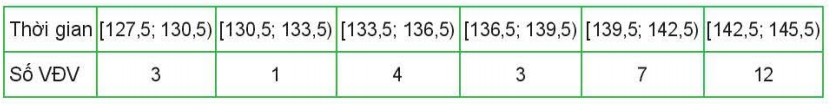 Thời gian [127,5; 130,5) [130,5; 133,5) [133,5; 136,5) [136,5; 139,5) [139,5; 142,5) [142,5; 145,5)
Số VĐV 3 1 4 3 7 12